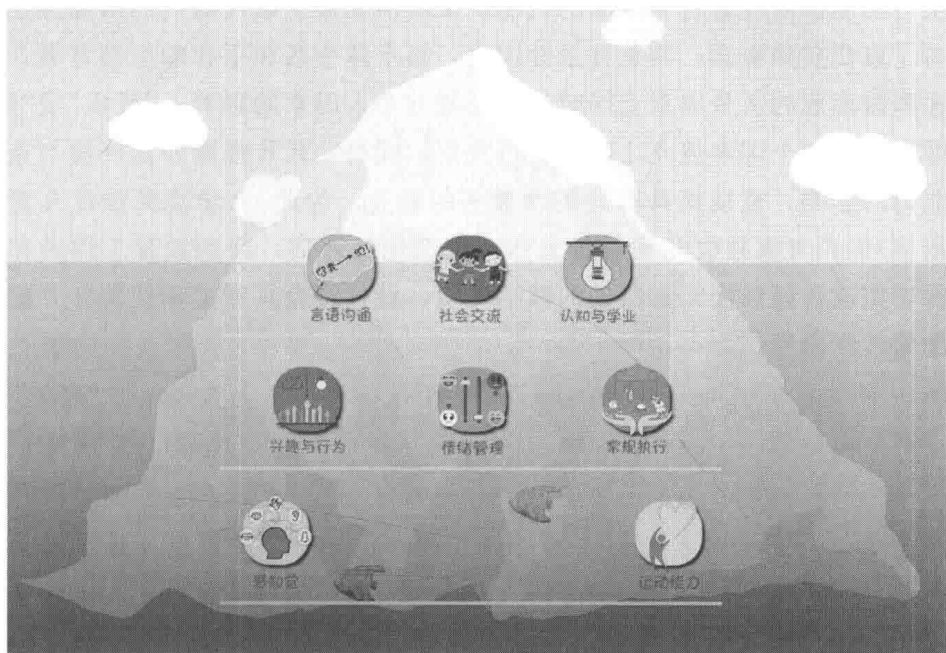 言语沟通
社会交流
认知与学业
兴趣与行为
情绪管理
常规执行
感知觉
运动能力